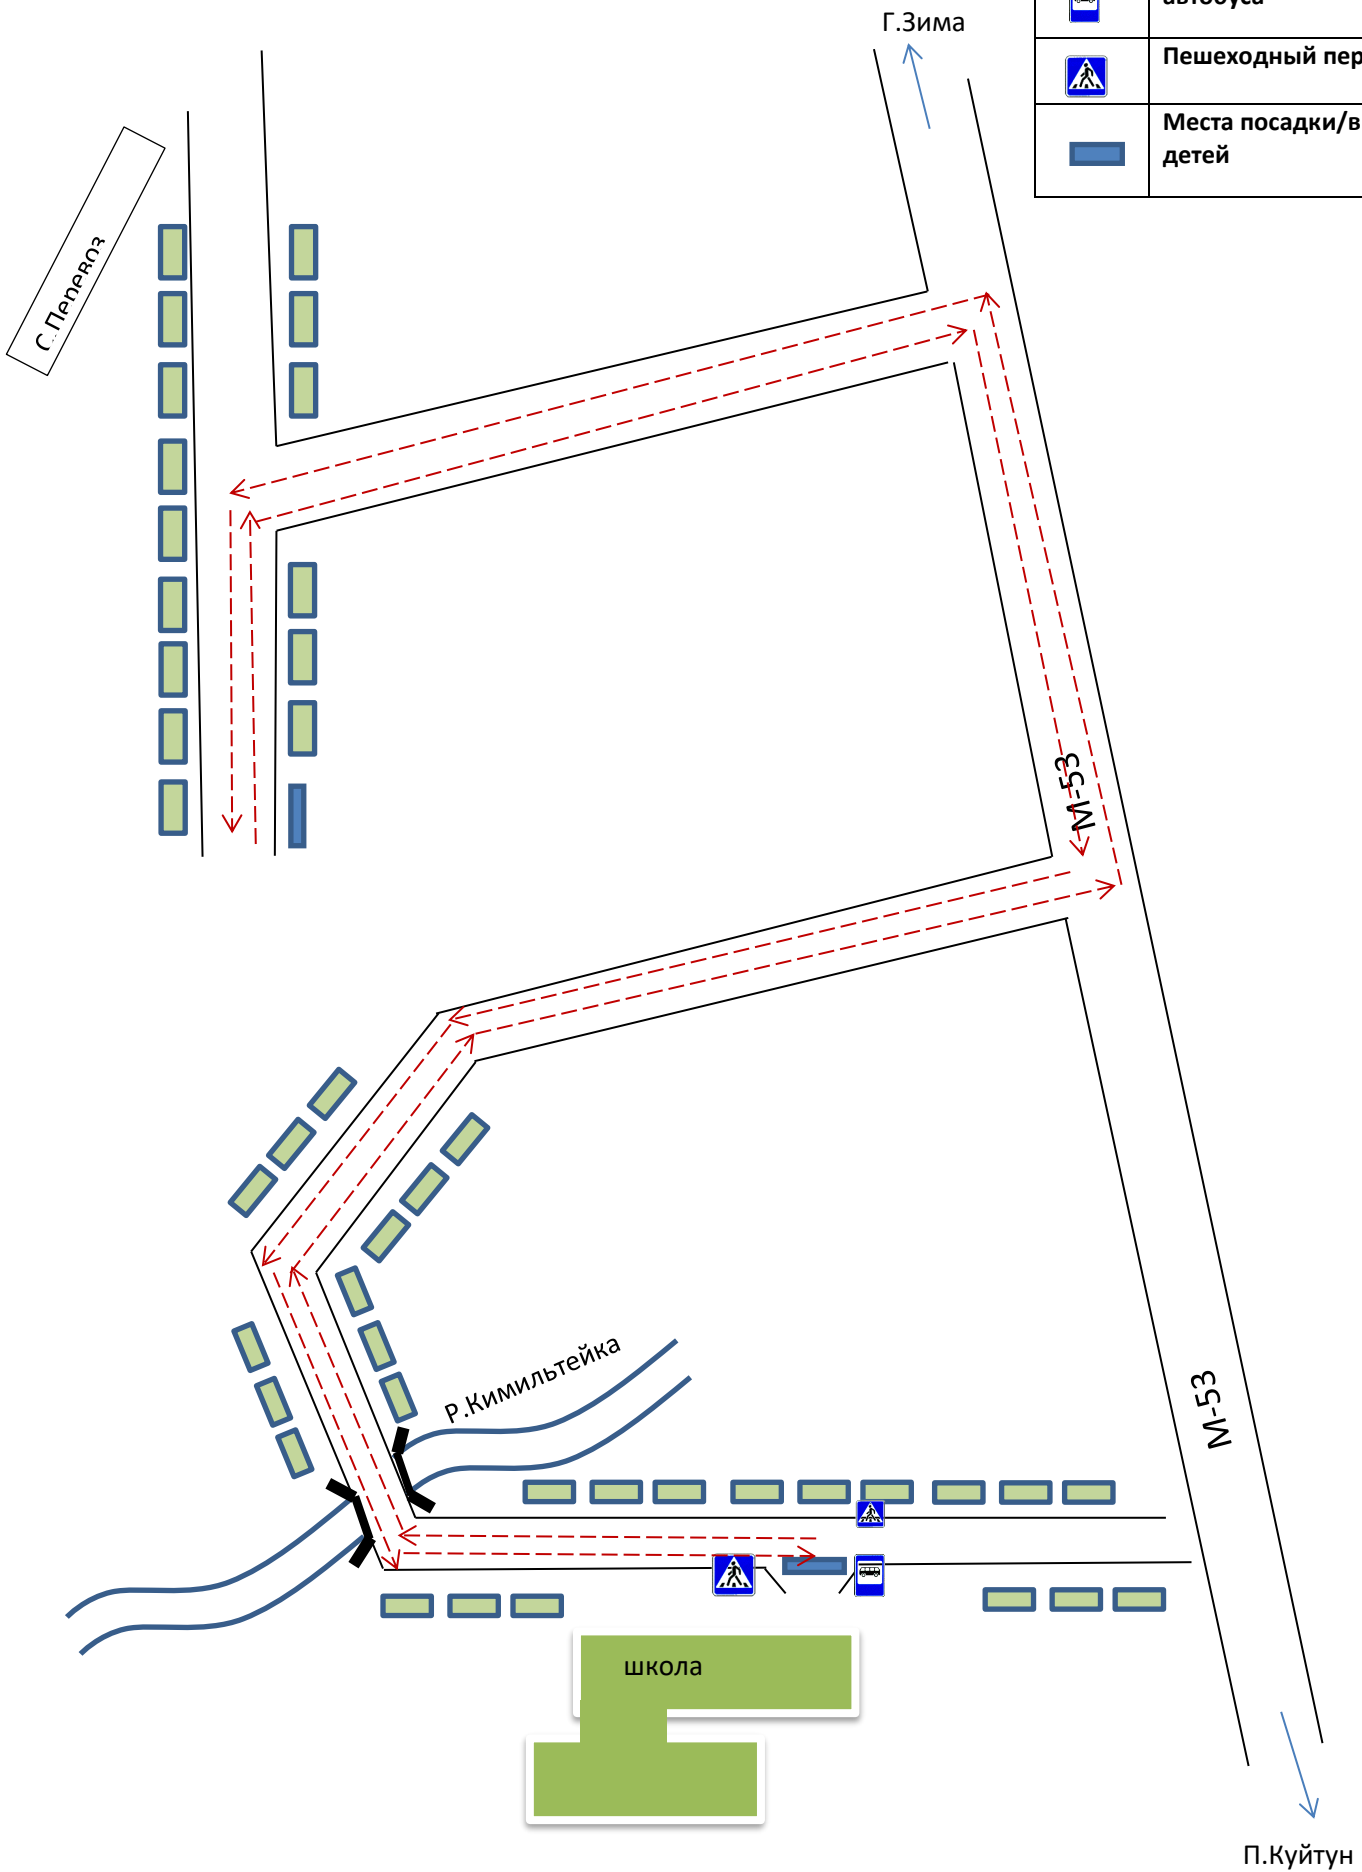 автобуса
Г.Зима
Пешеходный пер
Места посадки/в
детей
С.Перевоз
М-53
Р.Кимильтейка
М-53
школа
П.Куйтун